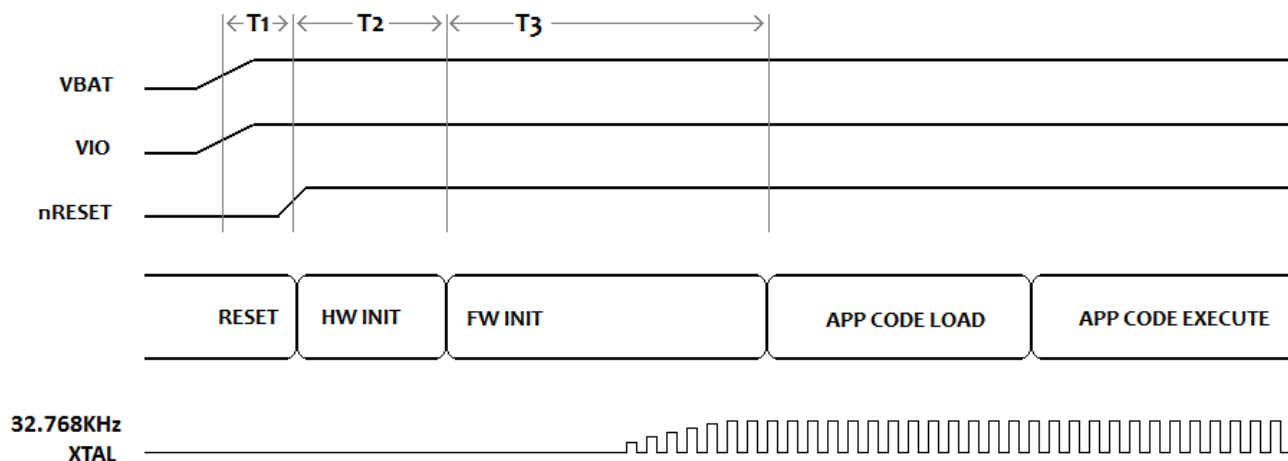 T1 T2 T3
VBAT
VIO
nRESET
RESET HW INIT FW INIT APP CODE LOAD APP CODE EXECUTE
32.768KHz
XTAL